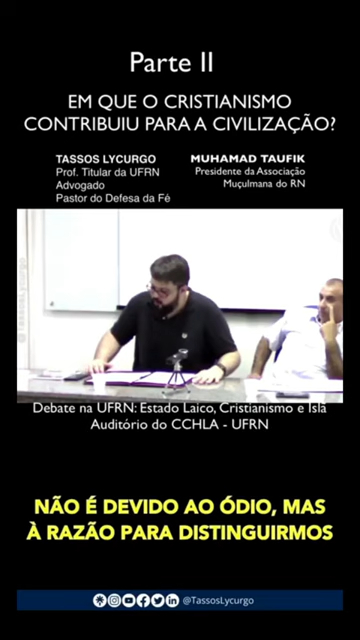 Parte II
EM QUE O CRISTIANISMO
CONTRIBUIU PARA A CIVILIZAÇÃO?
TASSOS LYCURGO
Prof. Titular da UFRN
Advogado
Pastor do Defesa da Fé
MUHAMAD TAUFIK
Presidente da Associação
Muçulmana do RN
@TassosLycurgo
Debate na UFRN: Estado Laico, Cristianismo e Islã
Auditório do CCHLA - UFRN
NÃO É DEVIDO AO ÓDIO, MAS
À RAZÃO PARA DISTINGUIRMOS
@TassosLycurgo